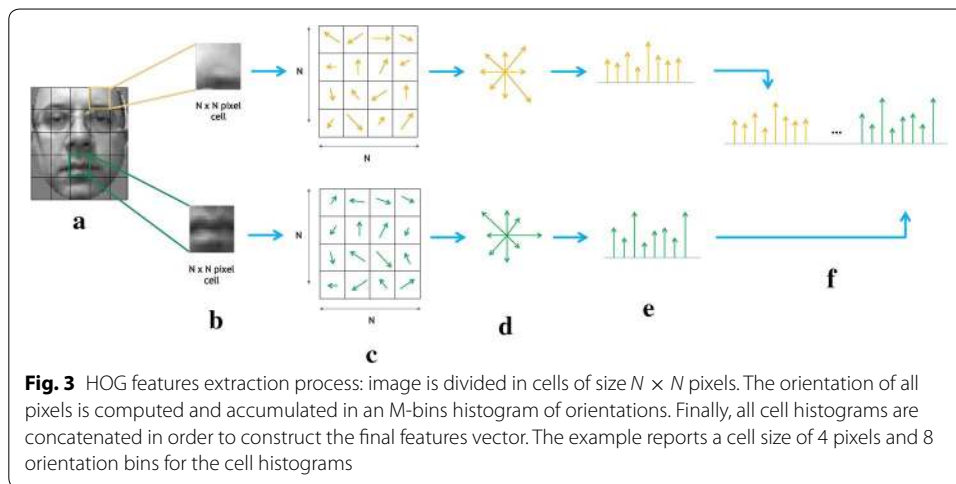 N x N pixel
cell
N
N
a
...
N x N pixel
cell
N
N
b
c
d
e
f
Fig. 3 HOG features extraction process: image is divided in cells of size N × N pixels. The orientation of all
pixels is computed and accumulated in an M-bins histogram of orientations. Finally, all cell histograms are
concatenated in order to construct the final features vector. The example reports a cell size of 4 pixels and 8
orientation bins for the cell histograms